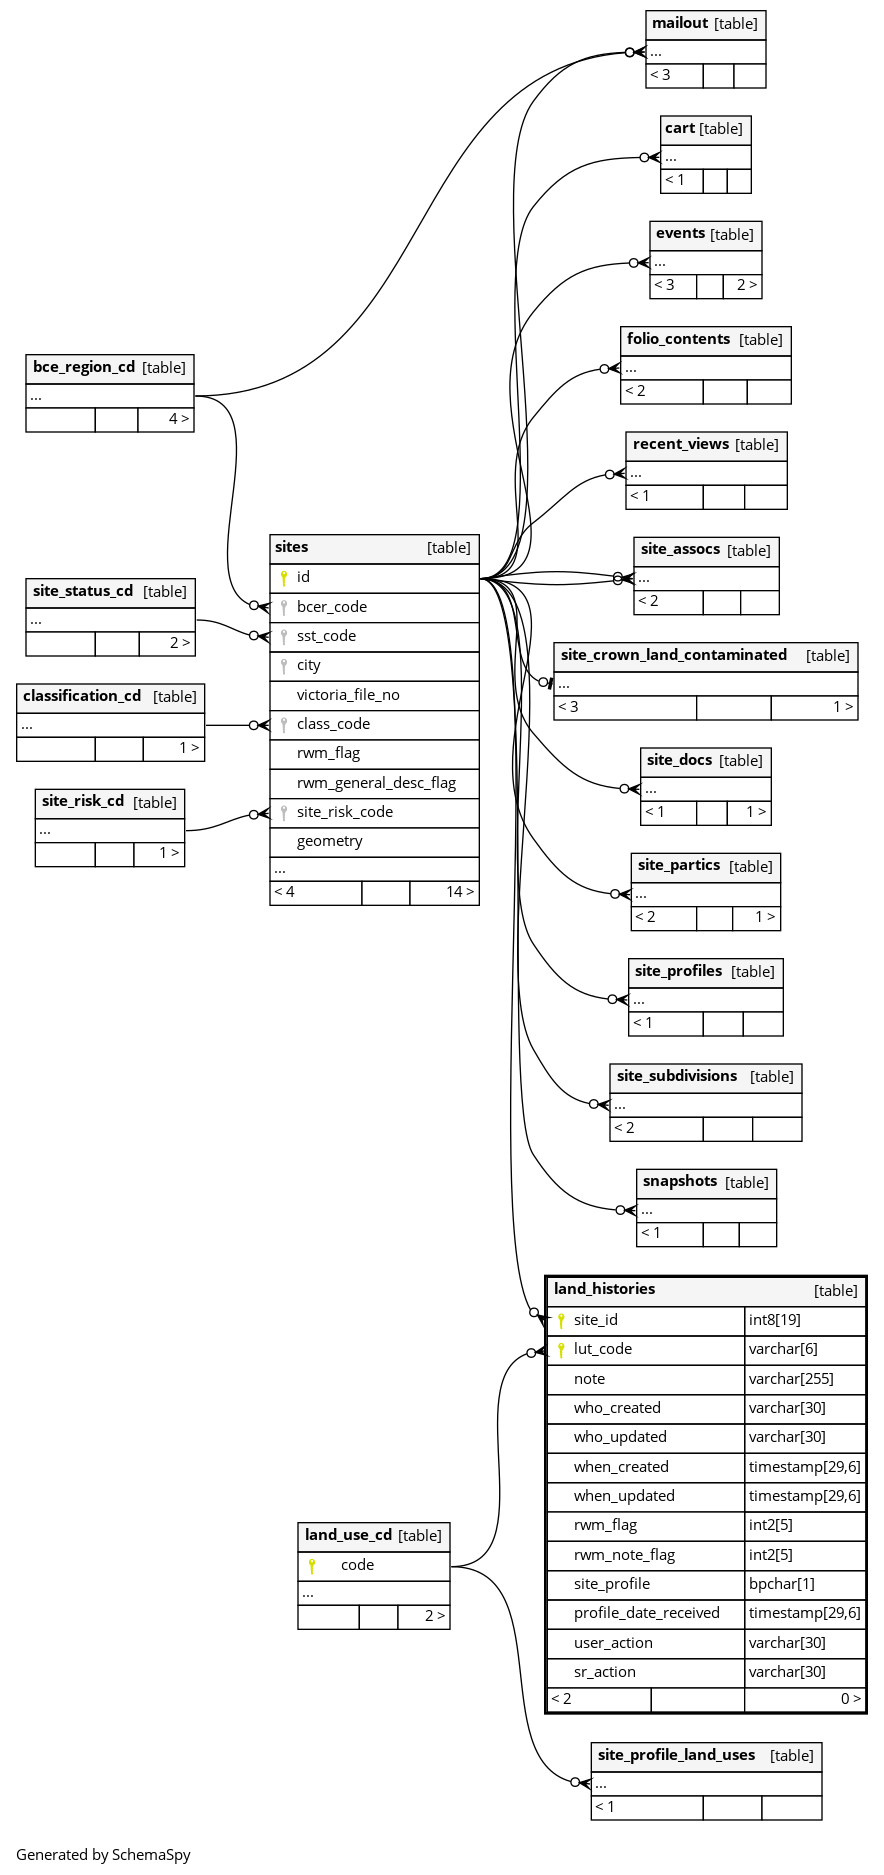 mailout [table]
...
< 3
cart [table]
...
< 1
events [table]
...
< 3 2 >
bce_region_cd [table]
...
4 >
folio_contents [table]
...
< 2
recent_views [table]
...
< 1
site_assocs [table]
...
< 2
site_status_cd [table]
...
2 >
classification_cd [table]
...
1 >
site_risk_cd [table]
...
1 >
sites [table]
id
bcer_code
sst_code
city
victoria_file_no
class_code
rwm_flag
rwm_general_desc_flag
site_risk_code
geometry
...
< 4 14 >
site_crown_land_contaminated [table]
...
< 3 1 >
site_docs [table]
...
< 1 1 >
site_partics [table]
...
< 2 1 >
site_profiles [table]
...
< 1
site_subdivisions [table]
...
< 2
snapshots [table]
...
< 1
land_histories [table]
site_id int8[19]
lut_code varchar[6]
note varchar[255]
who_created varchar[30]
who_updated varchar[30]
when_created timestamp[29,6]
when_updated timestamp[29,6]
rwm_flag int2[5]
rwm_note_flag int2[5]
site_profile bpchar[1]
profile_date_received timestamp[29,6]
user_action varchar[30]
sr_action varchar[30]
< 2 0 >
land_use_cd [table]
code
...
2 >
site_profile_land_uses [table]
...
< 1
Generated by SchemaSpy